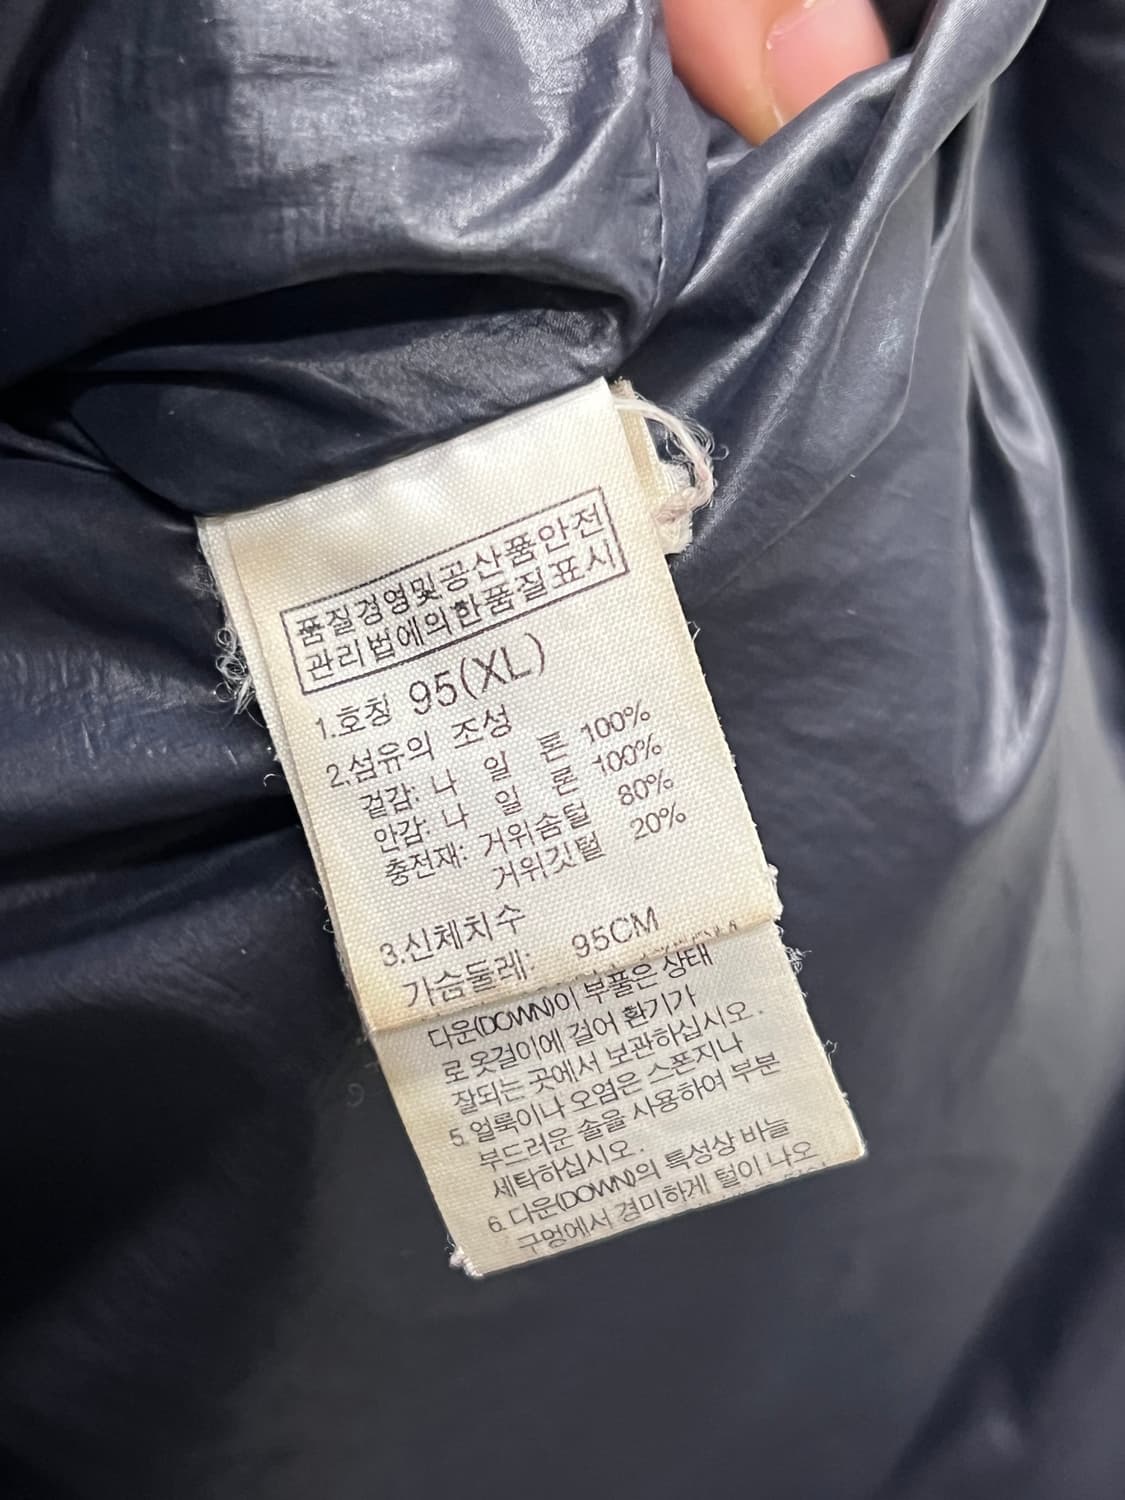 품질경영및공산품안전
관리법에의한품질표시
1.호칭 95(XL)
2.섬유의 조성
겉감: 나 일 론 100%
안감: 나 일 론 100%
충전재: 거위솜털 80%
거위깃털 20%
3.신체치수
가슴둘레: 95CM
다운(DOWN)이 부풀은 상태
로 옷걸이에 걸어 환기가
잘되는 곳에서 보관하십시오.
5. 얼룩이나 오염은 스폰지나
부드러운 솔을 사용하여 부분
세탁하십시오.
6. 다운(DOWN)의 특성상 바늘
구멍에서 경미하게 털이 나오